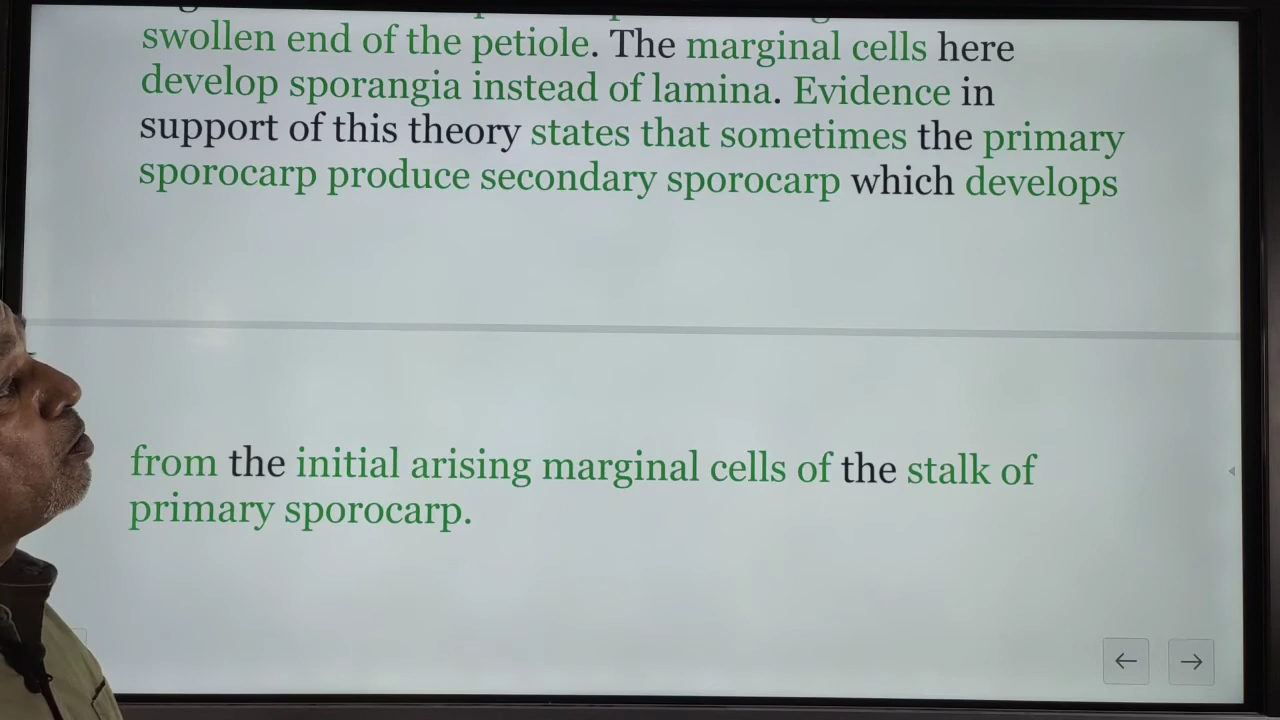 swollen end of the petiole. The marginal cells here
develop sporangia instead of lamina. Evidence in
support of this theory states that sometimes the primary
sporocarp produce secondary sporocarp which develops
from the initial arising marginal cells of the stalk of
primary sporocarp.